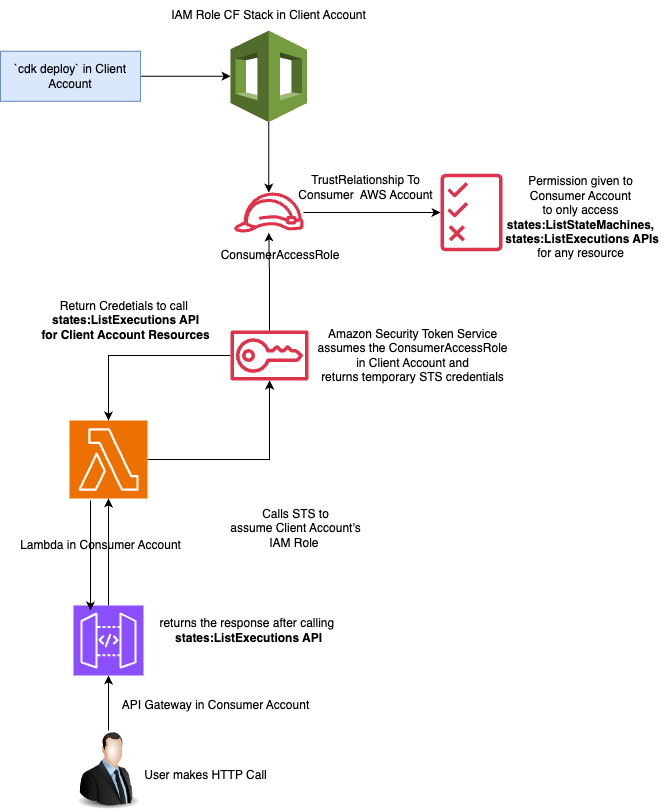 IAM Role CF Stack in Client Account
`cdk deploy` in Client
Account
TrustRelationship To
Consumer AWS Account
Permission given to
Consumer Account
to only access
states:ListStateMachines,
states:ListExecutions APIs
for any resource
ConsumerAccessRole
Return Credetials to call
states:ListExecutions API
for Client Account Resources
Amazon Security Token Service
assumes the ConsumerAccessRole
in Client Account and
returns temporary STS credentials
Calls STS to
assume Client Account's
IAM Role
Lambda in Consumer Account
</>
returns the response after calling
states:ListExecutions API
API Gateway in Consumer Account
User makes HTTP Call